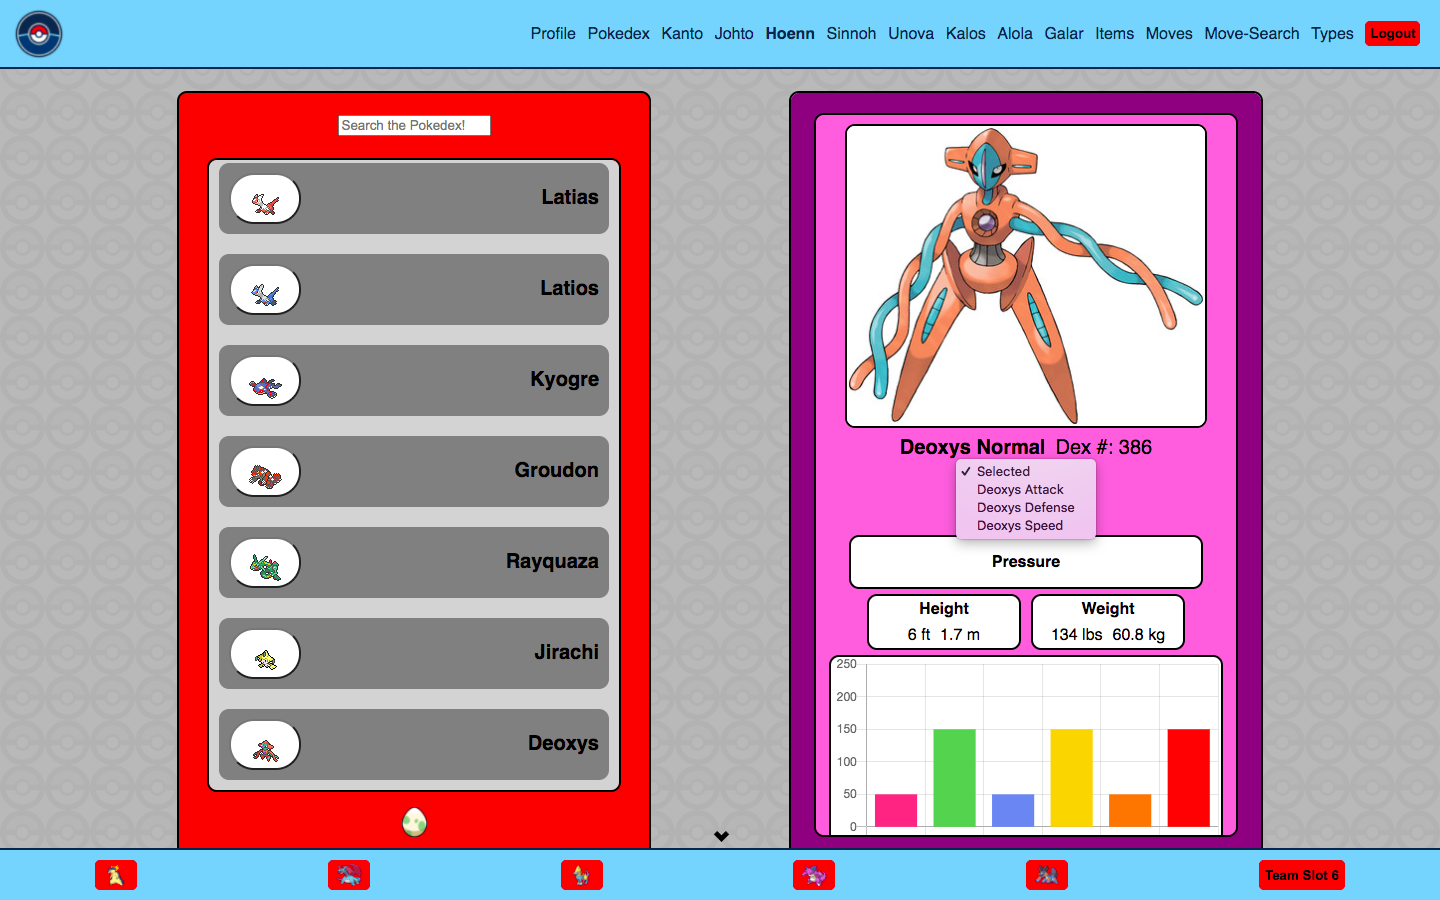 Profile Pokedex Kanto Johto Hoenn Sinnoh Unova Kalos Alola Galar Items Moves Move-Search Types Logout
Search the Pokedex!
Latias
Latios
Kyogre
Groudon
Rayquaza
Jirachi
Deoxys
Deoxys Normal Dex #: 386
✓ Selected
Deoxys Attack
Deoxys Defense
Deoxys Speed
Pressure
Height
6 ft 1.7 m
Weight
134 lbs 60.8 kg
250
200
150
100
50
0
Team Slot 6